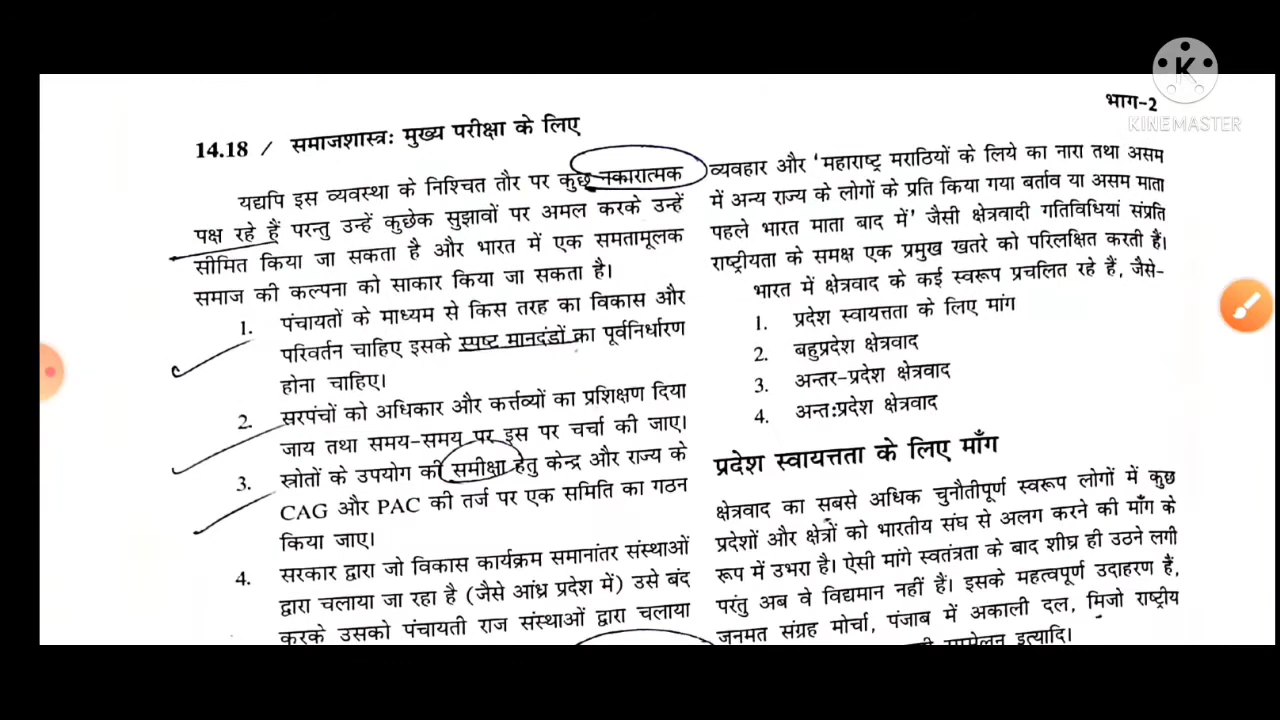 K
KINEMASTER
भाग-2
14.18 / समाजशास्त्र: मुख्य परीक्षा के लिए
यद्यपि इस व्यवस्था के निश्चित तौर पर कुछ नकारात्मक
पक्ष रहे हैं परन्तु उन्हें कुछेक सुझावों पर अमल करके उन्हें
सीमित किया जा सकता है और भारत में एक समतामूलक
समाज की कल्पना को साकार किया जा सकता है।
1. पंचायतों के माध्यम से किस तरह का विकास और
परिवर्तन चाहिए इसके स्पष्ट मानदंडों का पूर्वनिर्धारण
होना चाहिए।
2. सरपंचों को अधिकार और कर्त्तव्यों का प्रशिक्षण दिया
जाय तथा समय-समय पर इस पर चर्चा की जाए।
3. स्रोतों के उपयोग की समीक्षा हेतु केन्द्र और राज्य के
CAG और PAC की तर्ज पर एक समिति का गठन
किया जाए।
4. सरकार द्वारा जो विकास कार्यक्रम समानांतर संस्थाओं
द्वारा चलाया जा रहा है (जैसे आंध्र प्रदेश में) उसे बंद
करके उसको पंचायती राज संस्थाओं द्वारा चलाया
व्यवहार और 'महाराष्ट्र मराठियों के लिये का नारा तथा असम
में अन्य राज्य के लोगों के प्रति किया गया बर्ताव या असम माता
पहले भारत माता बाद में' जैसी क्षेत्रवादी गतिविधियां संप्रति
राष्ट्रीयता के समक्ष एक प्रमुख खतरे को परिलक्षित करती हैं।
भारत में क्षेत्रवाद के कई स्वरूप प्रचलित रहे हैं, जैसे-
1. प्रदेश स्वायत्तता के लिए मांग
2. बहुप्रदेश क्षेत्रवाद
3. अन्तर-प्रदेश क्षेत्रवाद
4. अन्त:प्रदेश क्षेत्रवाद
प्रदेश स्वायत्तता के लिए माँग
क्षेत्रवाद का सबसे अधिक चुनौतीपूर्ण स्वरूप लोगों में कुछ
प्रदेशों और क्षेत्रों को भारतीय संघ से अलग करने की माँग के
रूप में उभरा है। ऐसी मांगे स्वतंत्रता के बाद शीघ्र ही उठने लगी
परंतु अब वे विद्यमान नहीं हैं। इसके महत्वपूर्ण उदाहरण हैं,
जनमत संग्रह मोर्चा, पंजाब में अकाली दल, मिजो राष्ट्रीय
सम्मेलन इत्यादि।